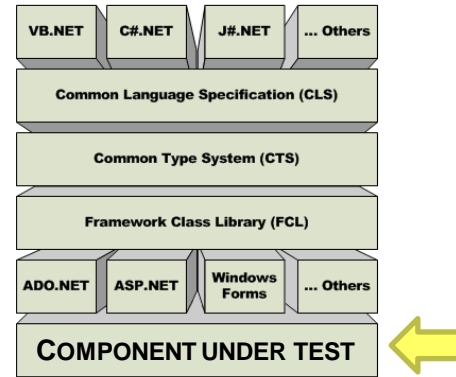 VB.NET C#.NET J#.NET ... Others
Common Language Specification (CLS)
Common Type System (CTS)
Framework Class Library (FCL)
ADO.NET ASP.NET Windows Forms ... Others
COMPONENT UNDER TEST